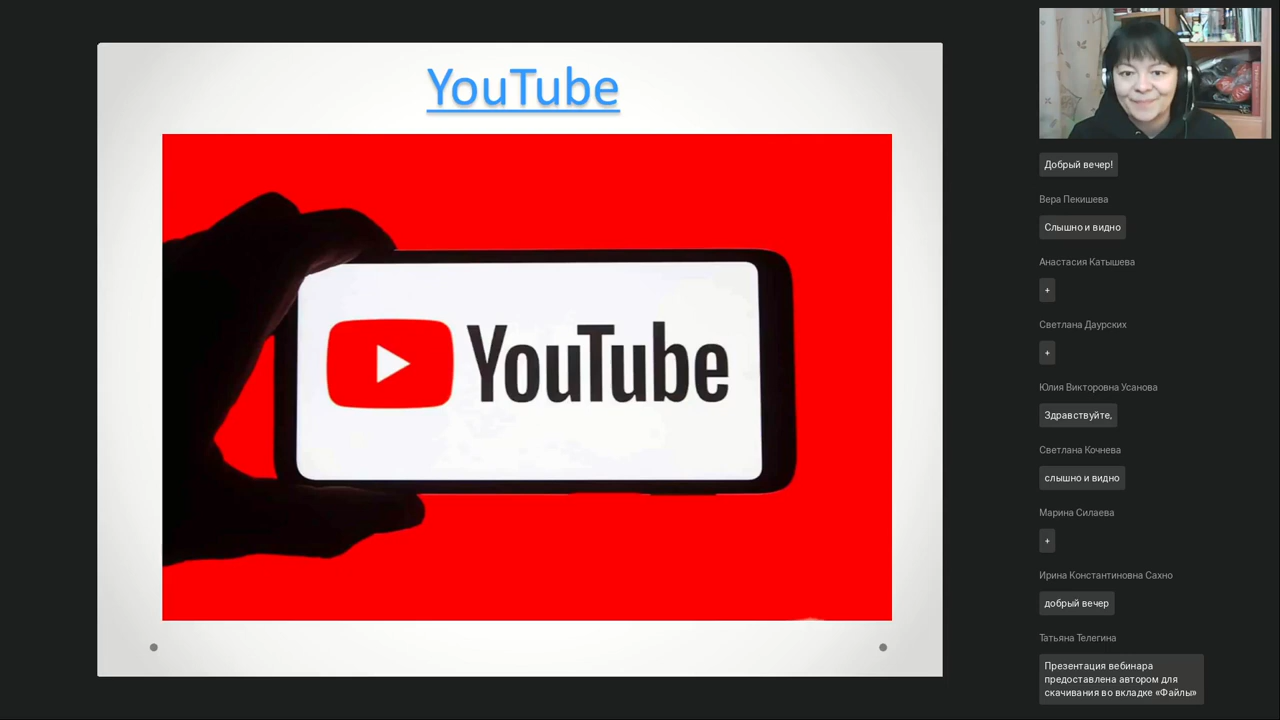 YouTube
YouTube
Добрый вечер!
Вера Пекишева
Слышно и видно
Анастасия Катышева
+
Светлана Даурских
+
Юлия Викторовна Усанова
Здравствуйте,
Светлана Кочнева
слышно и видно
Марина Силаева
+
Ирина Константиновна Сахно
добрый вечер
Татьяна Телегина
Презентация вебинара
предоставлена автором для
скачивания во вкладке «Файлы»